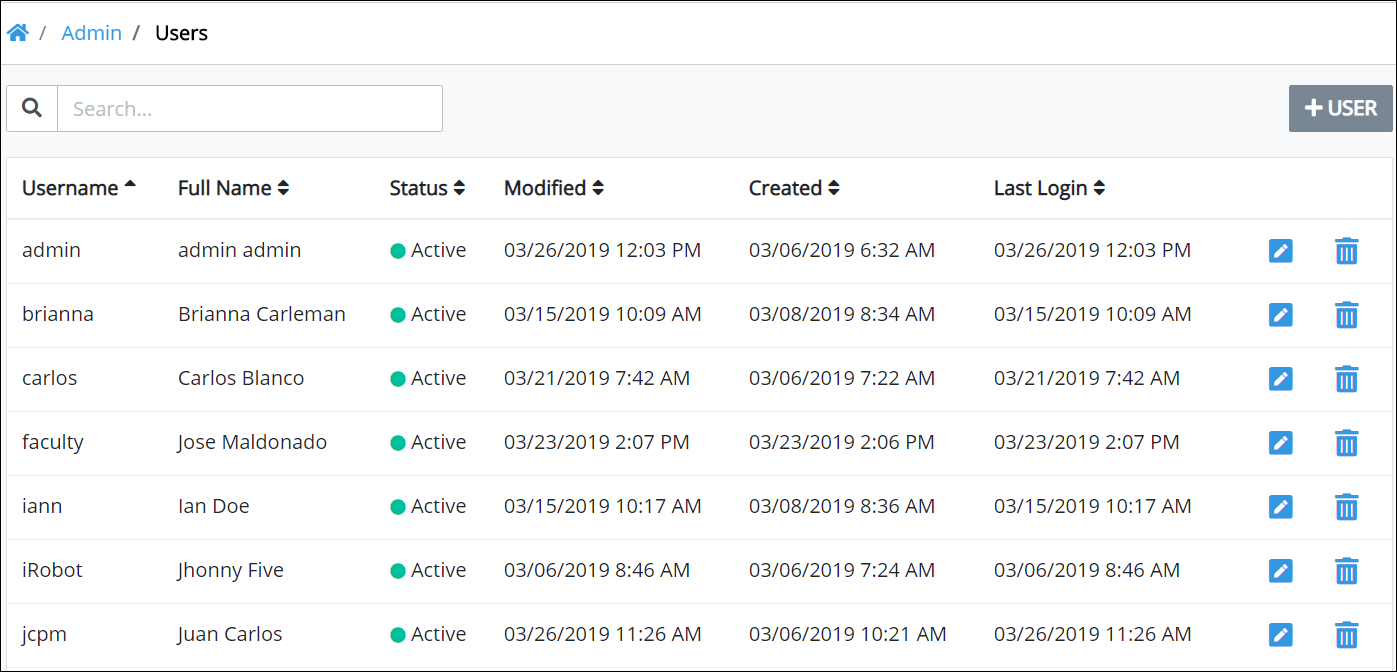 / Admin / Users
Search...
+ USER
Username Full Name Status Modified Created Last Login
admin admin admin Active 03/26/2019 12:03 PM 03/06/2019 6:32 AM 03/26/2019 12:03 PM
brianna Brianna Carleman Active 03/15/2019 10:09 AM 03/08/2019 8:34 AM 03/15/2019 10:09 AM
carlos Carlos Blanco Active 03/21/2019 7:42 AM 03/06/2019 7:22 AM 03/21/2019 7:42 AM
faculty Jose Maldonado Active 03/23/2019 2:07 PM 03/23/2019 2:06 PM 03/23/2019 2:07 PM
iann Ian Doe Active 03/15/2019 10:17 AM 03/08/2019 8:36 AM 03/15/2019 10:17 AM
iRobot Jhonny Five Active 03/06/2019 8:46 AM 03/06/2019 7:24 AM 03/06/2019 8:46 AM
jcpm Juan Carlos Active 03/26/2019 11:26 AM 03/06/2019 10:21 AM 03/26/2019 11:26 AM